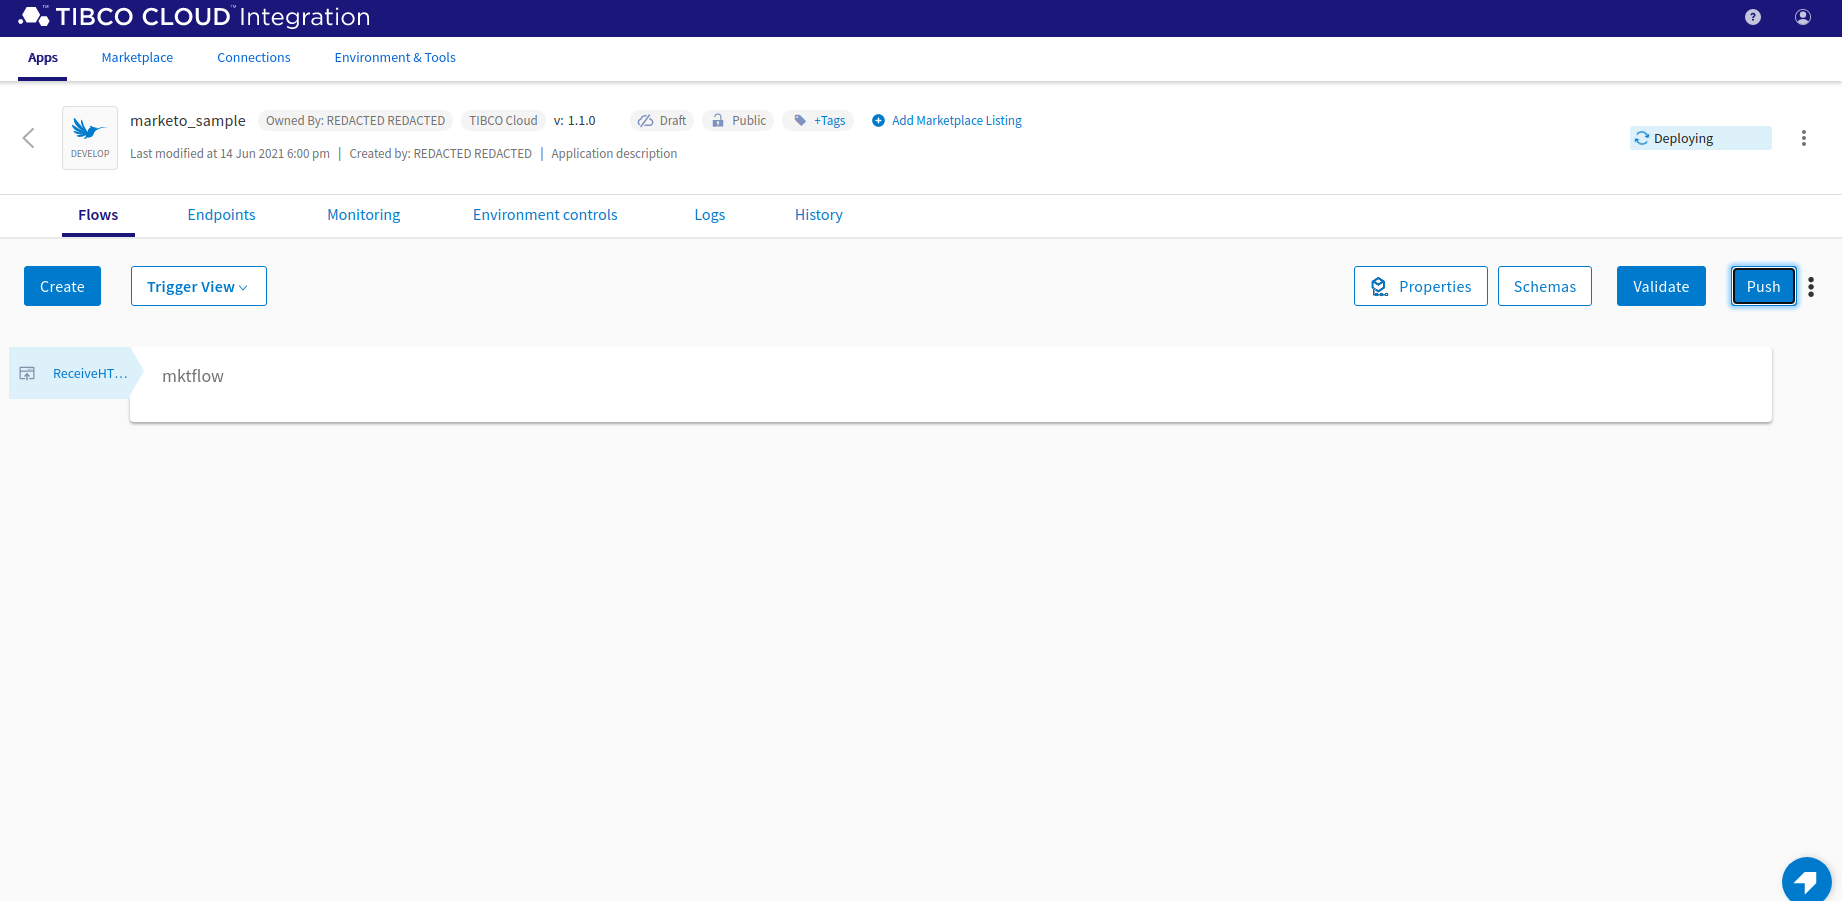 TIBCO CLOUD™ Integration
?
Apps Marketplace Connections Environment & Tools
marketo_sample Owned By: REDACTED REDACTED TIBCO Cloud v: 1.1.0 Draft Public +Tags Add Marketplace Listing
DEVELOP
Last modified at 14 Jun 2021 6:00 pm | Created by: REDACTED REDACTED | Application description
Deploying
Flows Endpoints Monitoring Environment controls Logs History
Create Trigger View Properties Schemas Validate Push
ReceiveHT... mktflow